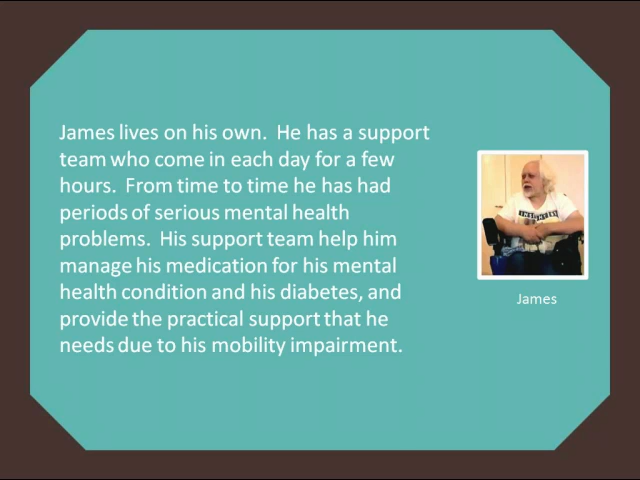 James lives on his own.  He has a support
team who come in each day for a few
hours.  From time to time he has had
periods of serious mental health
problems.  His support team help him
manage his medication for his mental
health condition and his diabetes, and
provide the practical support that he
needs due to his mobility impairment.
James